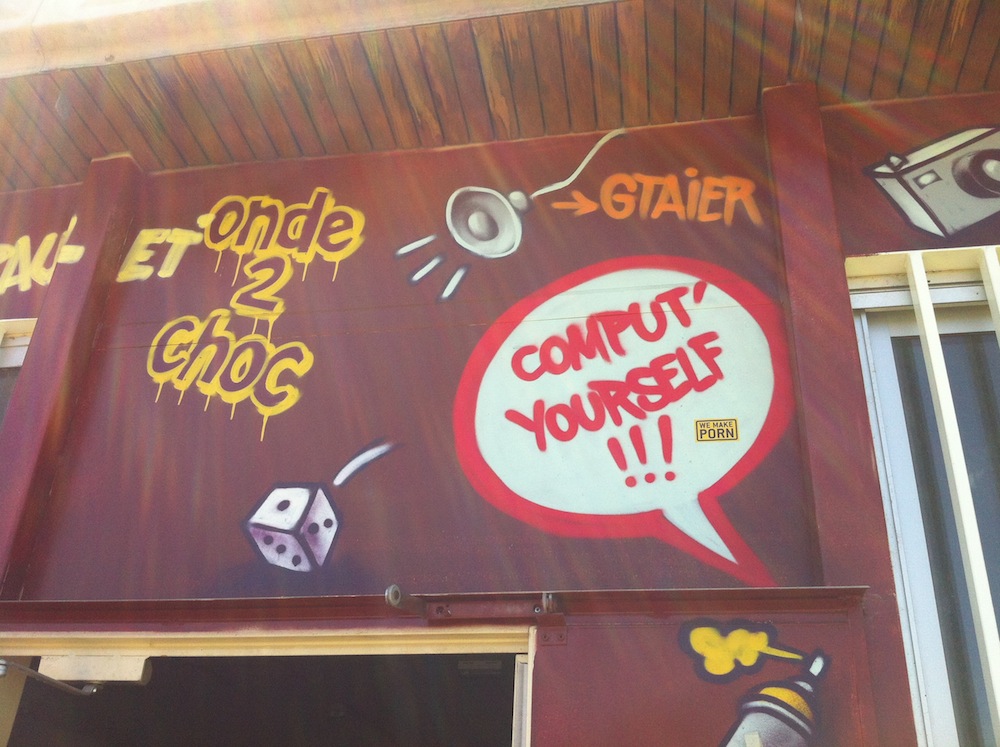 ET
onde
2
choc
GTAiER
COMPUT'
YOURSELF
!!!
WE MAKE
PORN